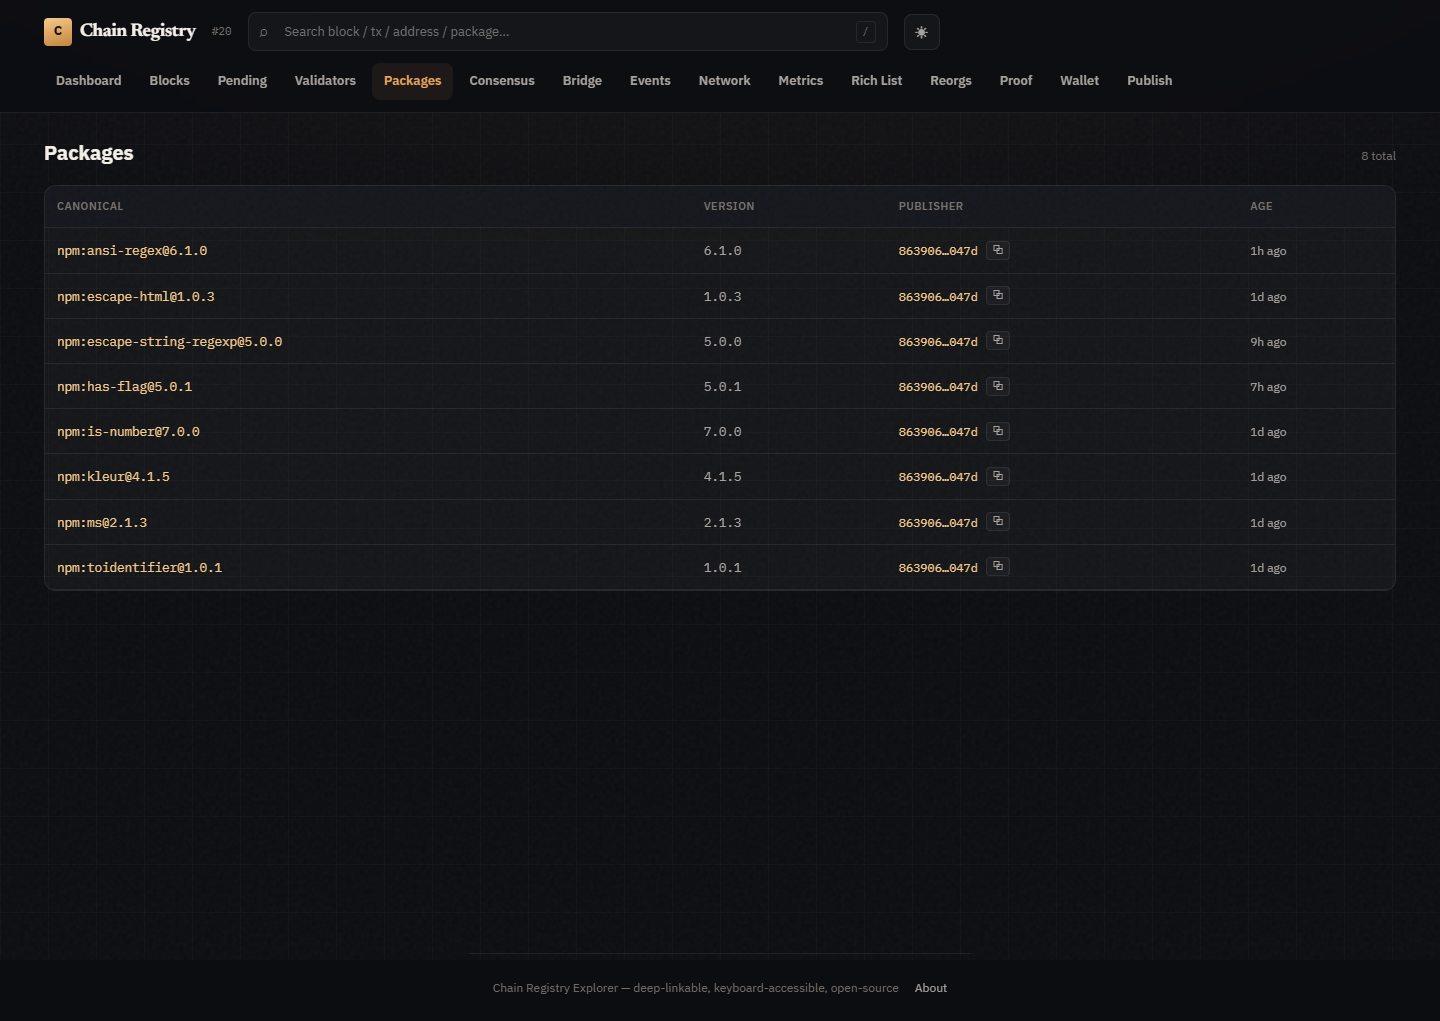 C Chain Registry #20 Search block / tx / address / package... /
Dashboard Blocks Pending Validators Packages Consensus Bridge Events Network Metrics Rich List Reorgs Proof Wallet Publish
Packages 8 total
CANONICAL VERSION PUBLISHER AGE
npm:ansi-regex@6.1.0 6.1.0 863906…047d 1h ago
npm:escape-html@1.0.3 1.0.3 863906…047d 1d ago
npm:escape-string-regexp@5.0.0 5.0.0 863906…047d 9h ago
npm:has-flag@5.0.1 5.0.1 863906…047d 7h ago
npm:is-number@7.0.0 7.0.0 863906…047d 1d ago
npm:kleur@4.1.5 4.1.5 863906…047d 1d ago
npm:ms@2.1.3 2.1.3 863906…047d 1d ago
npm:toidentifier@1.0.1 1.0.1 863906…047d 1d ago
Chain Registry Explorer — deep-linkable, keyboard-accessible, open-source About